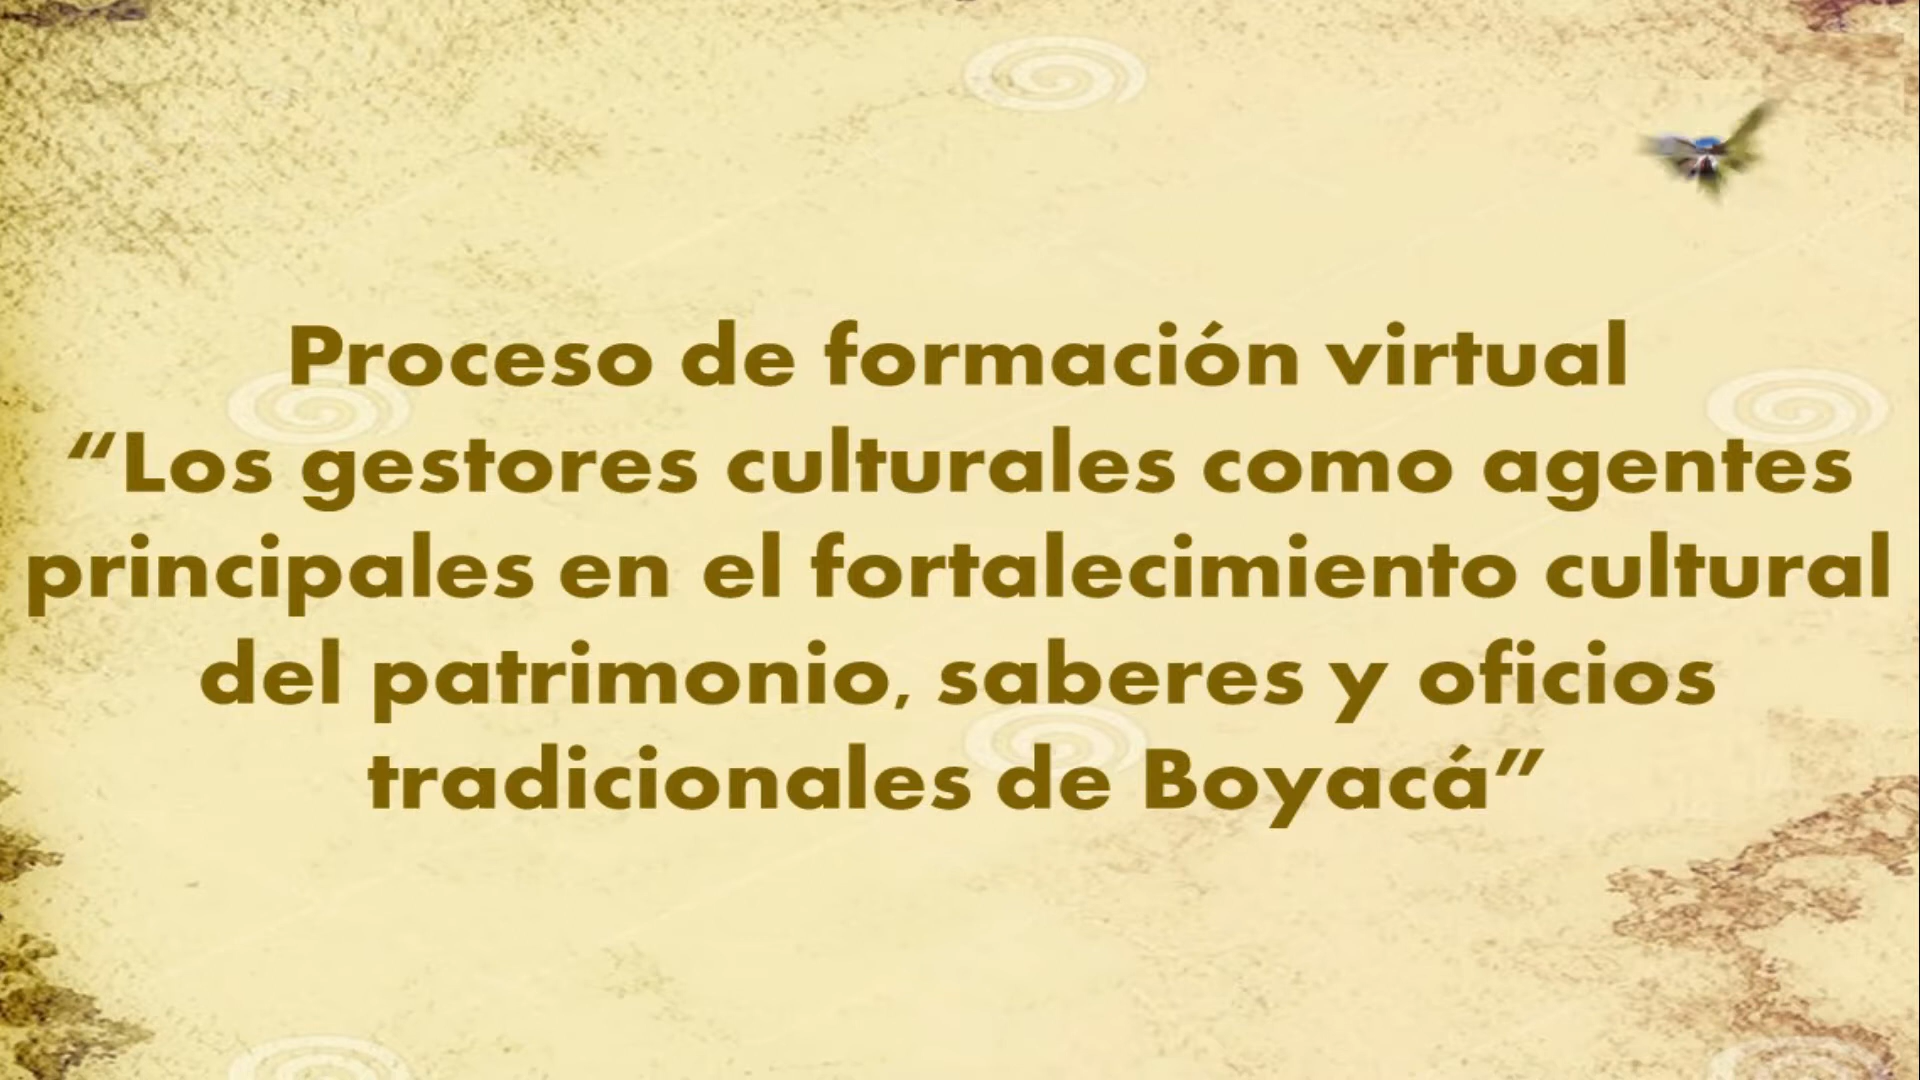 Proceso de formación virtual
“Los gestores culturales como agentes
principales en el fortalecimiento cultural
del patrimonio, saberes y oficios
tradicionales de Boyacá”